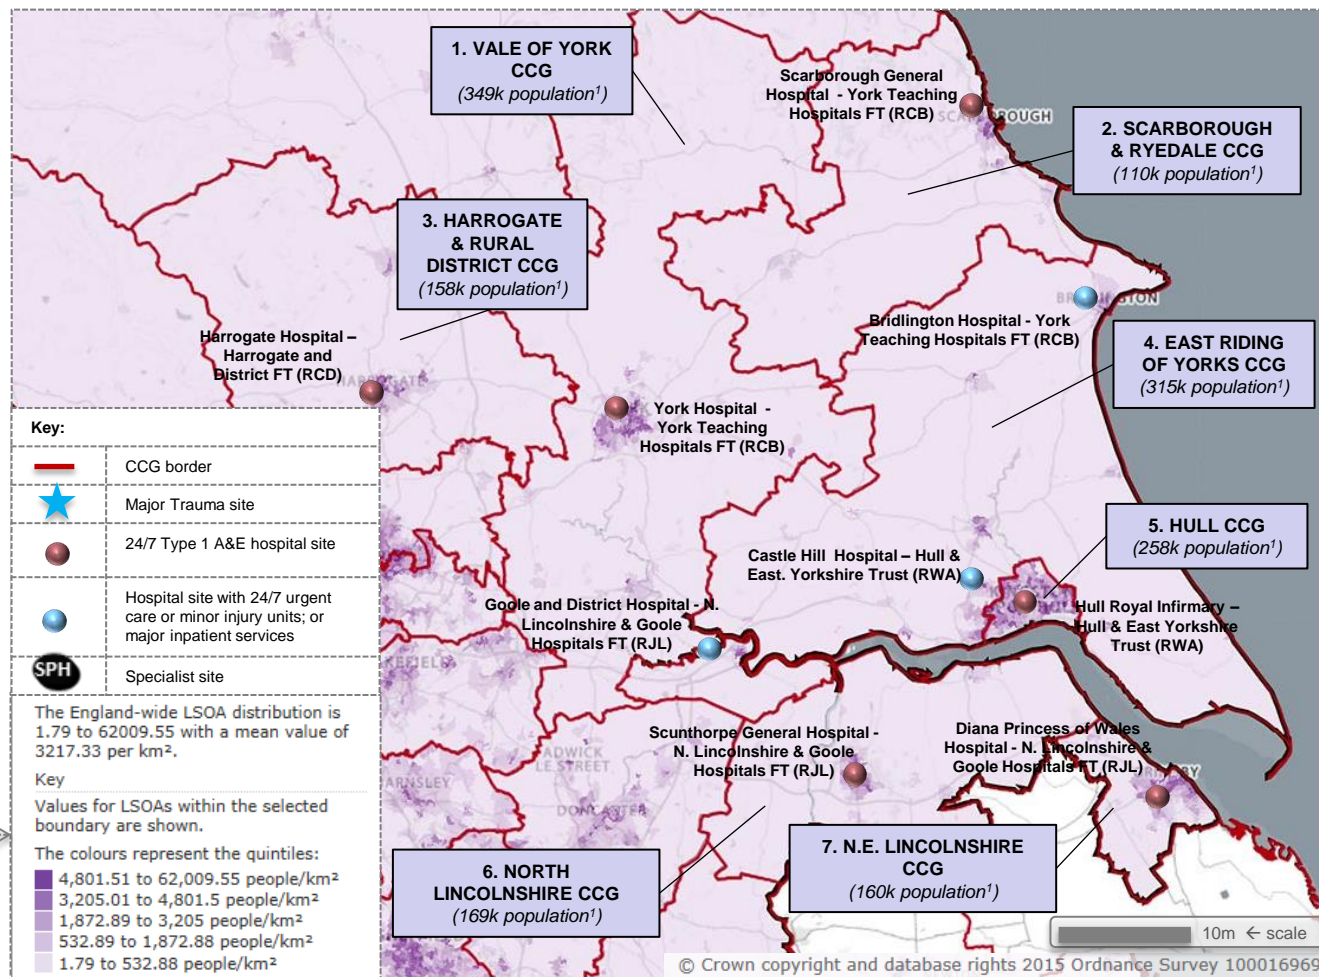 1. VALE OF YORK
CCG
(349k population¹)
Scarborough General
Hospital - York Teaching
Hospitals FT (RCB)
2. SCARBOROUGH
& RYEDALE CCG
(110k population¹)
3. HARROGATE
& RURAL
DISTRICT CCG
(158k population¹)
Bridlington Hospital - York
Teaching Hospitals FT (RCB)
4. EAST RIDING
OF YORKS CCG
(315k population¹)
Harrogate Hospital –
Harrogate and
District FT (RCD)
York Hospital -
York Teaching
Hospitals FT (RCB)
5. HULL CCG
(258k population¹)
Castle Hill Hospital – Hull &
East. Yorkshire Trust (RWA)
Hull Royal Infirmary –
Hull & East Yorkshire
Trust (RWA)
Goole and District Hospital - N.
Lincolnshire & Goole
Hospitals FT (RJL)
Scunthorpe General Hospital -
N. Lincolnshire & Goole
Hospitals FT (RJL)
Diana Princess of Wales
Hospital - N. Lincolnshire &
Goole Hospitals FT (RJL)
ADWICK
LE STREET
DONCASTER
6. NORTH
LINCOLNSHIRE CCG
(169k population¹)
7. N.E. LINCOLNSHIRE
CCG
(160k population¹)
Key:
CCG border
Major Trauma site
24/7 Type 1 A&E hospital site
Hospital site with 24/7 urgent
care or minor injury units; or
major inpatient services
SPH
Specialist site
The England-wide LSOA distribution is
1.79 to 62009.55 with a mean value of
3217.33 per km².
Key
Values for LSOAs within the selected
boundary are shown.
The colours represent the quintiles:
4,801.51 to 62,009.55 people/km²
3,205.01 to 4,801.5 people/km²
1,872.89 to 3,205 people/km²
532.89 to 1,872.88 people/km²
1.79 to 532.88 people/km²
10m ← scale
© Crown copyright and database rights 2015 Ordnance Survey 100016969